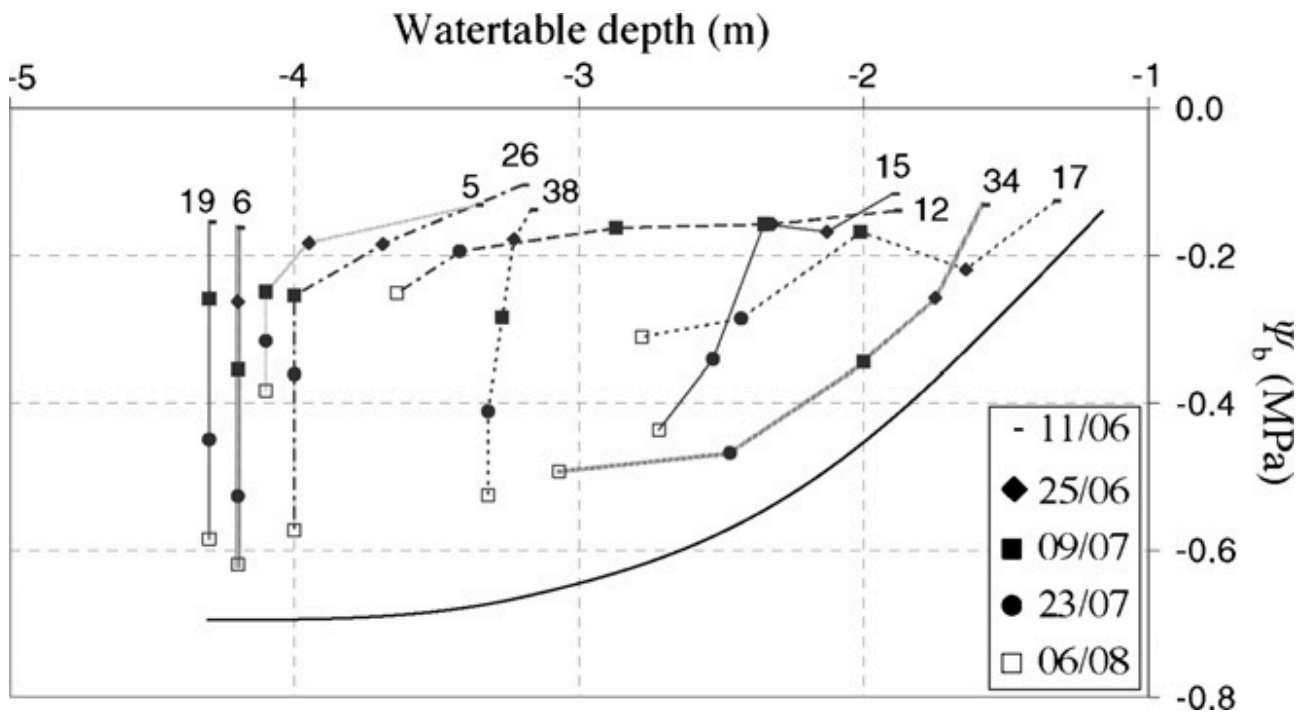 Watertable depth (m)
-5 -4 -3 -2 -1
0.0
-0.2
-0.4
-0.6
-0.8
Ψb (MPa)
19 6 5 26 38 15 12 34 17
- 11/06
◆ 25/06
■ 09/07
● 23/07
□ 06/08